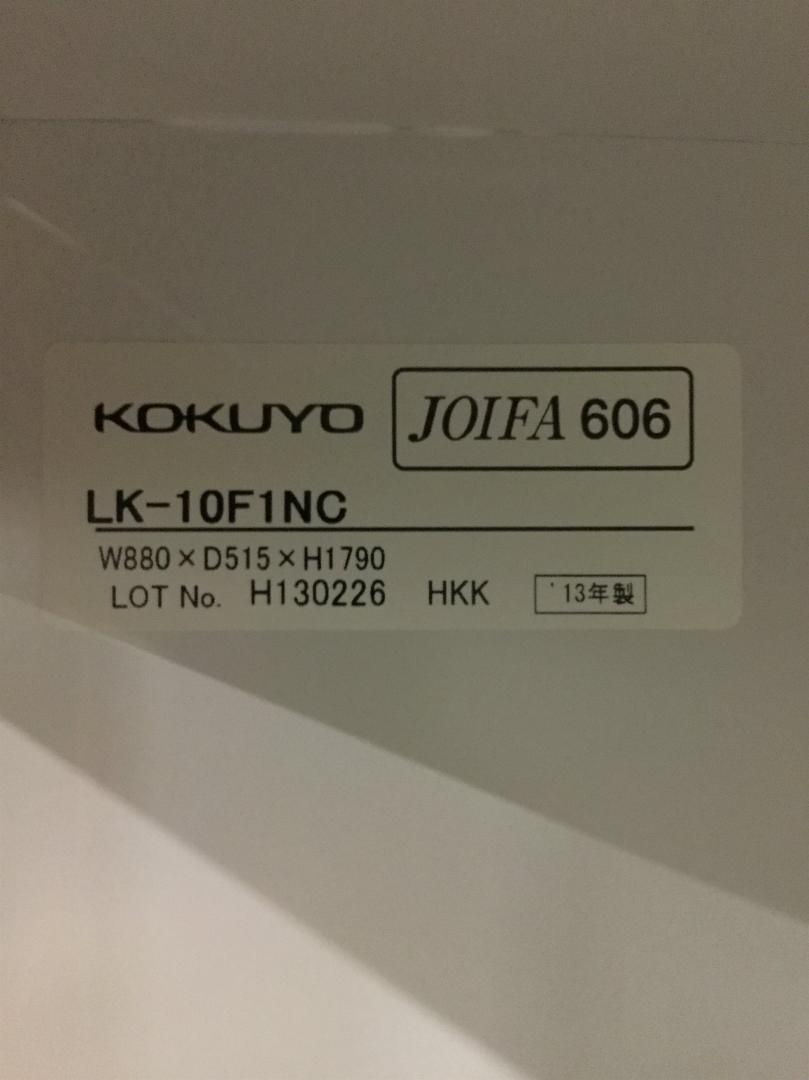 KOKUYO JOIFA 606
LK-10F1NC
W880×D515×H1790
LOT No. H130226 HKK '13年製